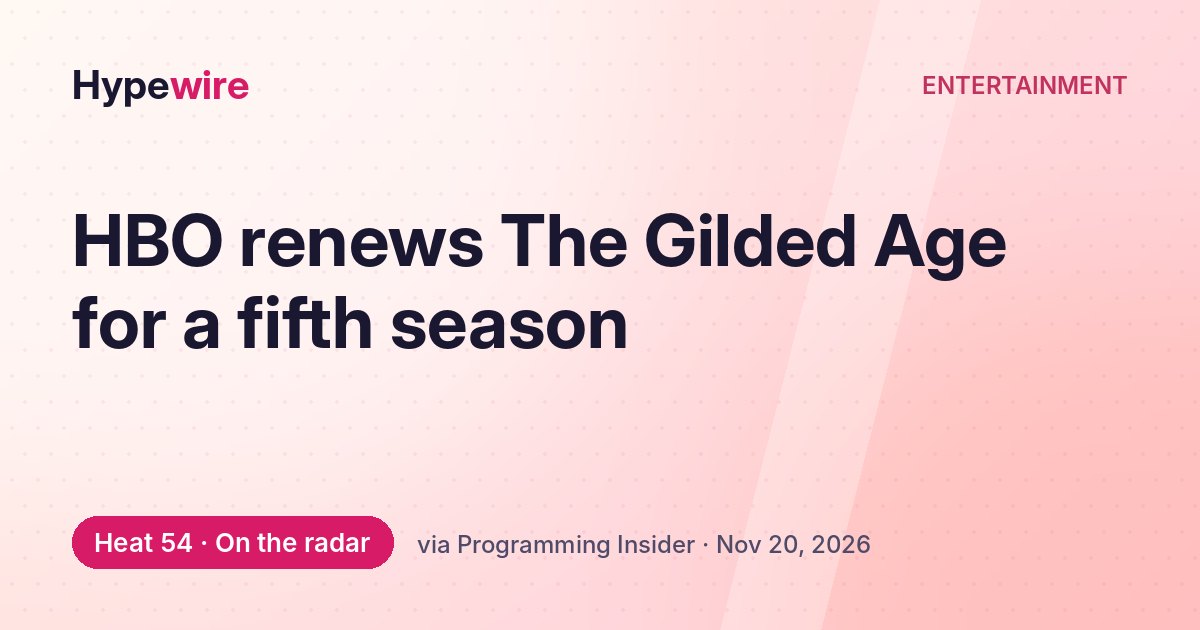 Hypewire
ENTERTAINMENT
HBO renews The Gilded Age
for a fifth season
Heat 54 · On the radar
via Programming Insider · Nov 20, 2026